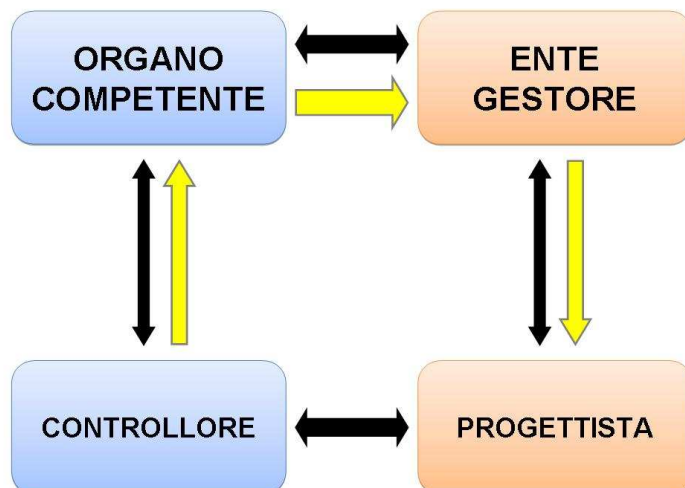 ORGANO
COMPETENTE
ENTE
GESTORE
CONTROLLORE
PROGETTISTA